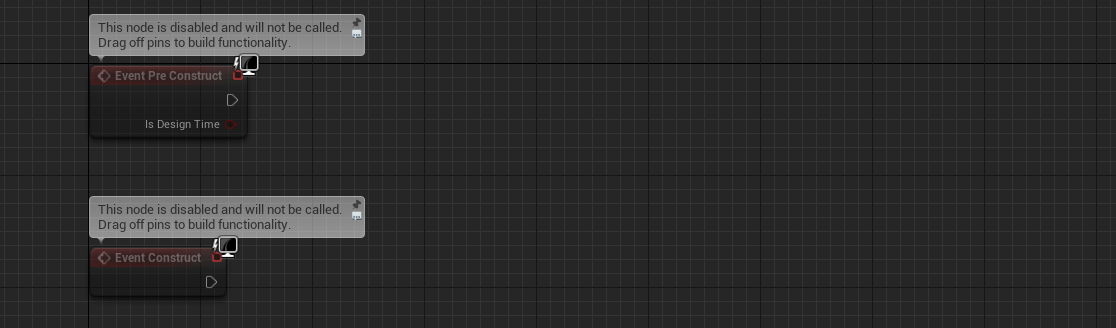 This node is disabled and will not be called.
Drag off pins to build functionality.
Event Pre Construct
Is Design Time
This node is disabled and will not be called.
Drag off pins to build functionality.
Event Construct